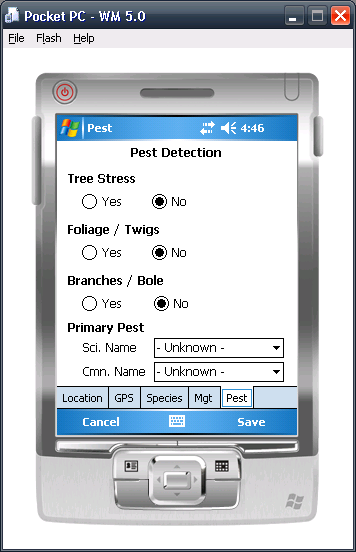 Pocket PC - WM 5.0
File Flash Help
Pest 4:46
Pest Detection
Tree Stress
Yes No
Foliage / Twigs
Yes No
Branches / Bole
Yes No
Primary Pest
Sci. Name - Unknown -
Cmn. Name - Unknown -
Location GPS Species Mgt Pest
Cancel Save